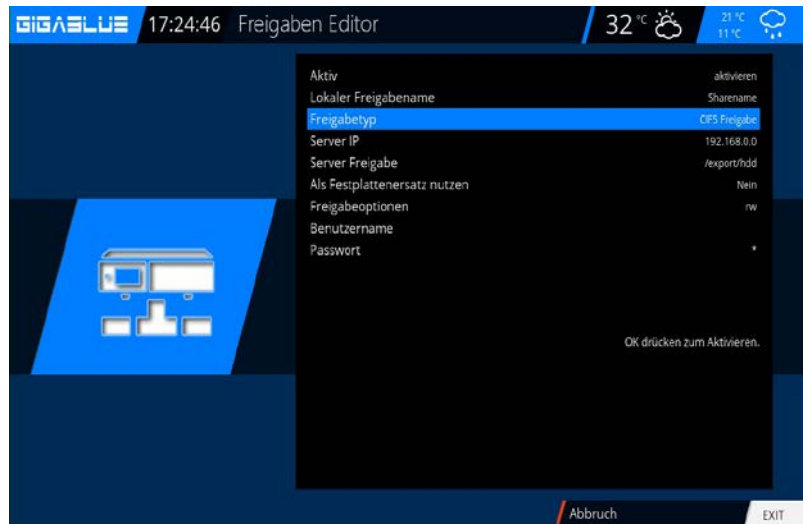 GIGABLUE 17:24:46 Freigaben Editor 32 °C 21 °C
11 °C
Aktiv aktivieren
Lokaler Freigabename Sharename
Freigabetyp CIFS Freigabe
Server IP 192.168.0.0
Server Freigabe /export/hdd
Als Festplattenersatz nutzen Nein
Freigabeoptionen rw
Benutzername
Passwort *
OK drücken zum Aktivieren.
Abbruch EXIT